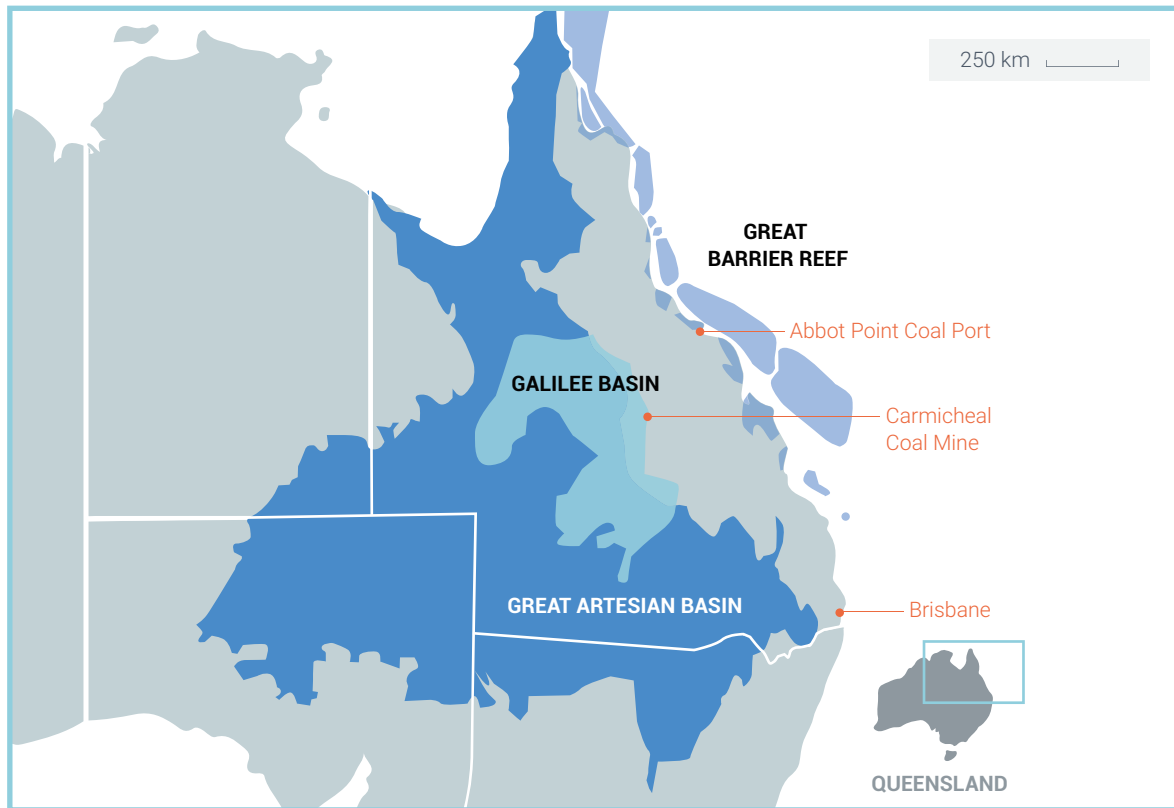 250 km
GREAT
BARRIER REEF
Abbot Point Coal Port
GALILEE BASIN
Carmicheal
Coal Mine
GREAT ARTESIAN BASIN
Brisbane
QUEENSLAND